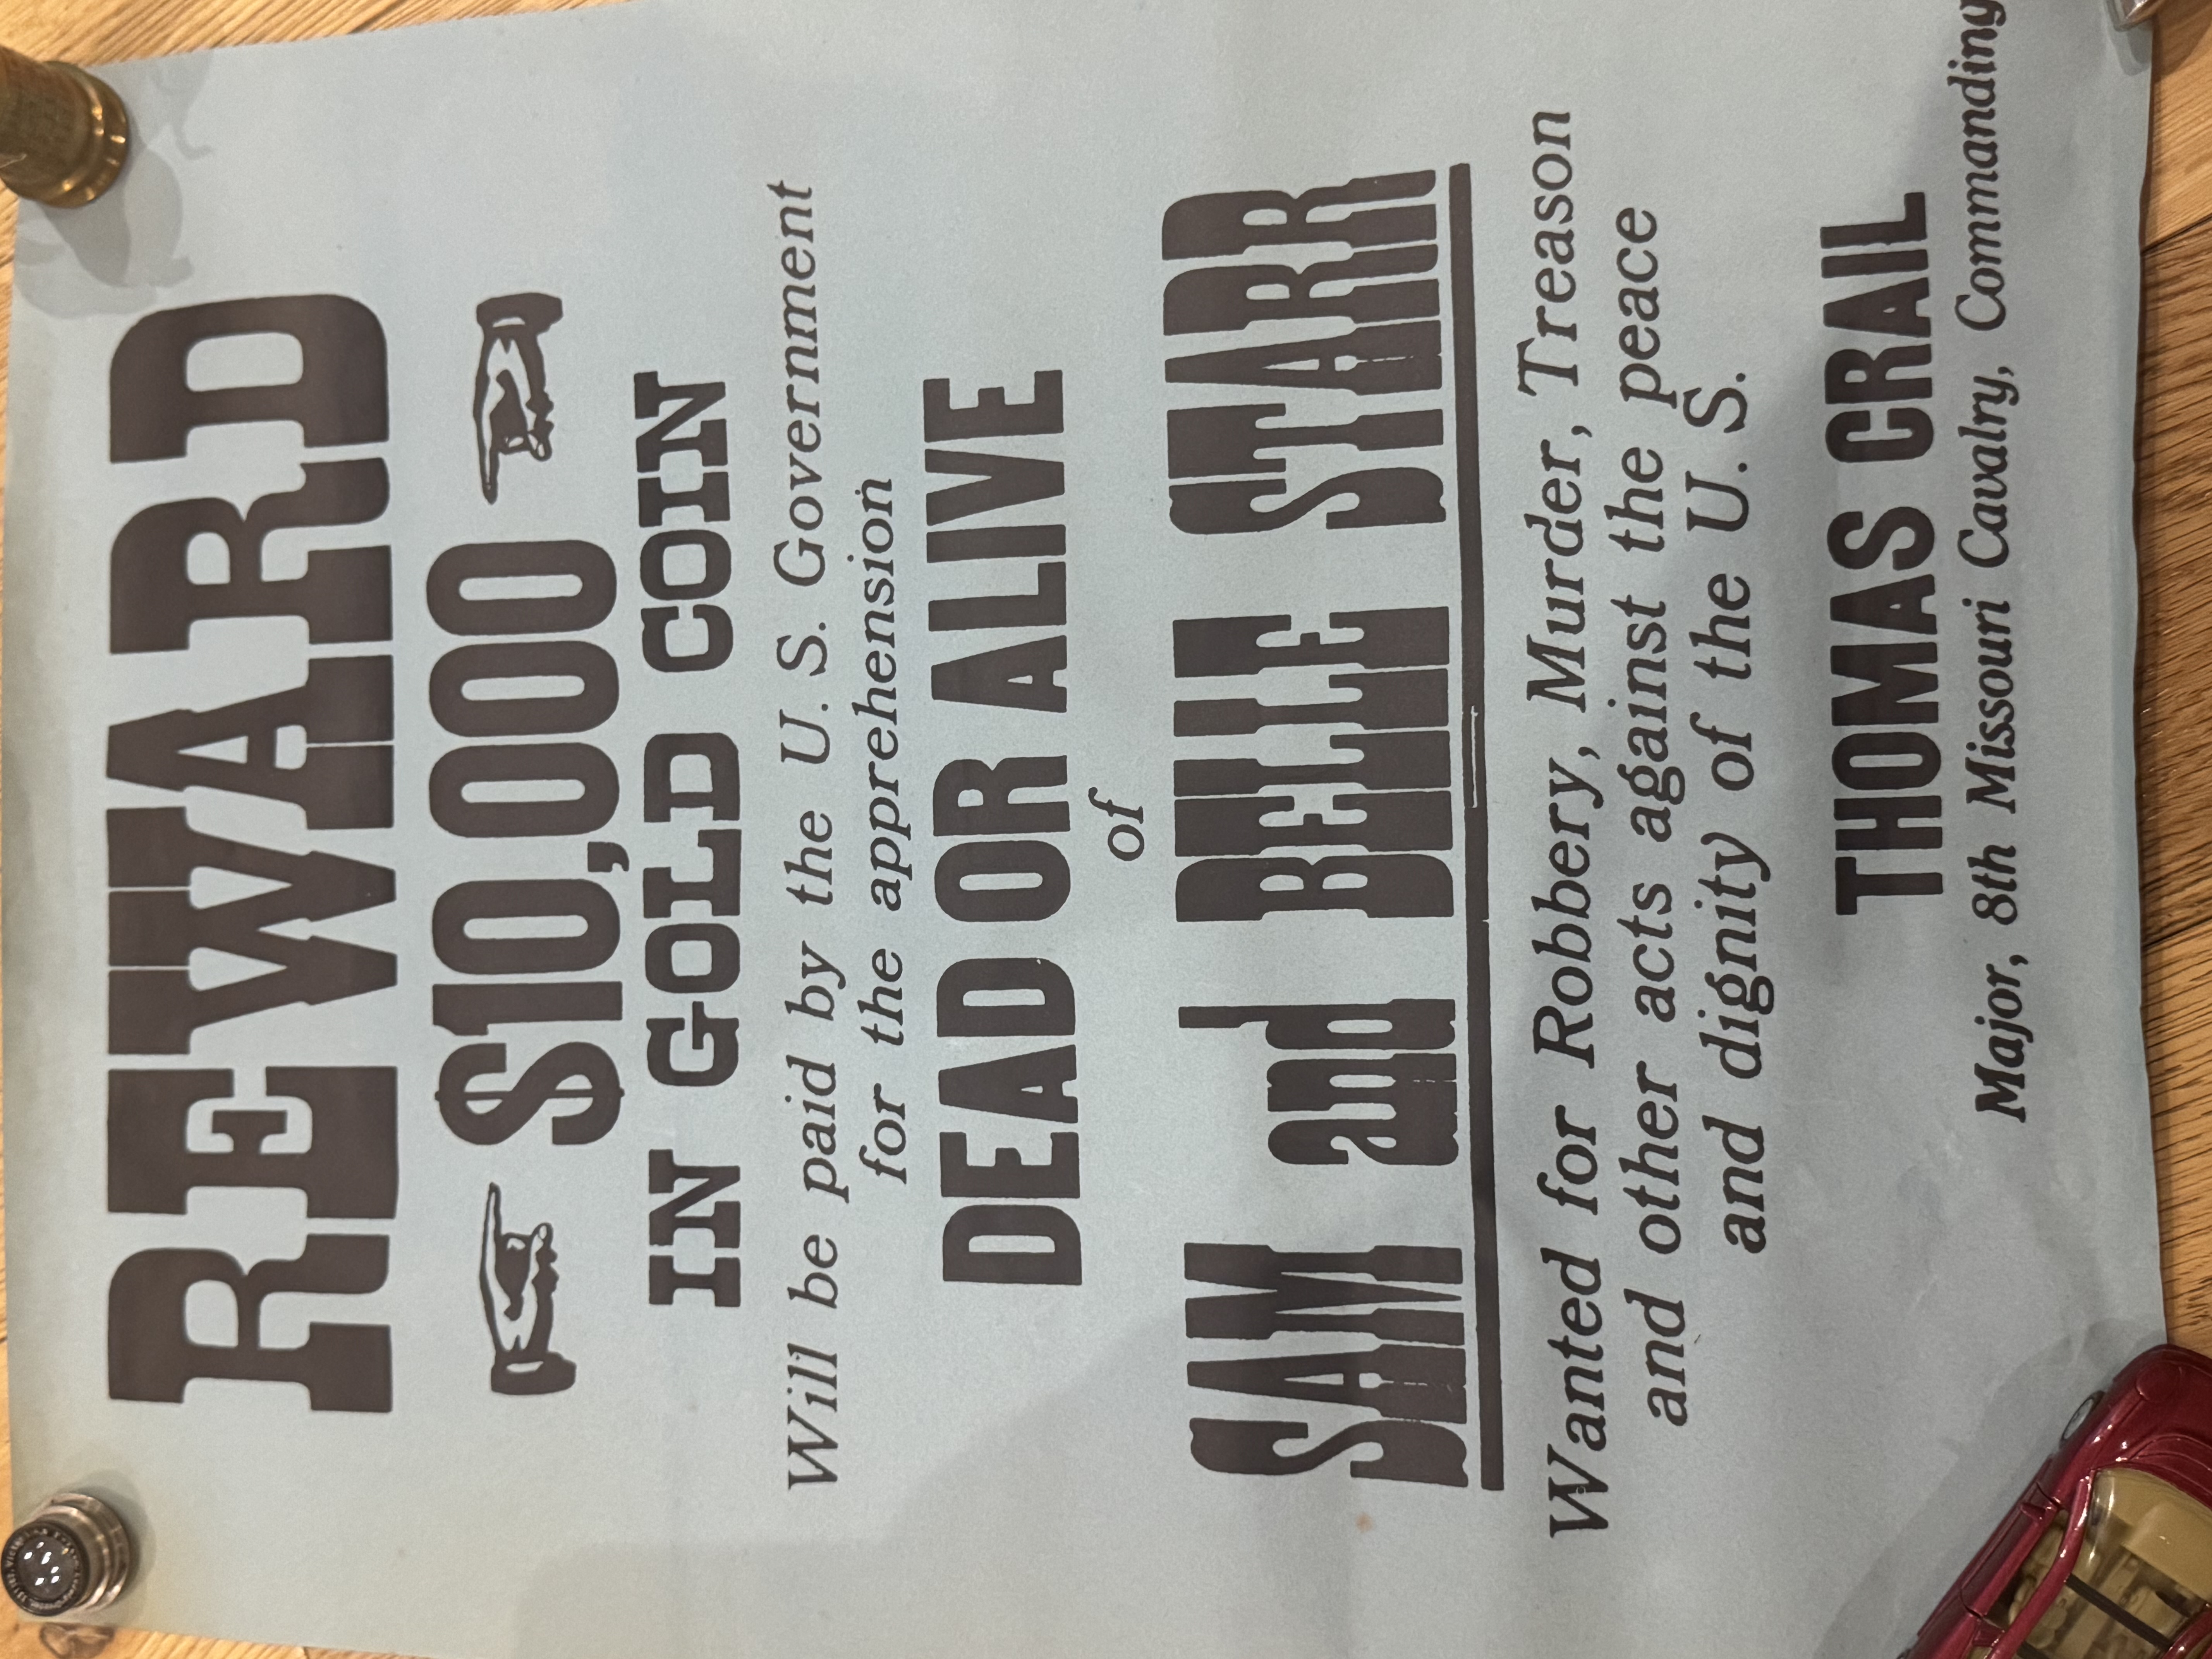 REWARD
$10,000
IN GOLD COIN
Will be paid by the U. S. Government
for the apprehension
DEAD OR ALIVE
of
SAM and BELLE STARR
Wanted for Robbery, Murder, Treason
and other acts against the peace
and dignity of the U. S.
THOMAS CRAIL
Major, 8th Missouri Cavalry, Commanding